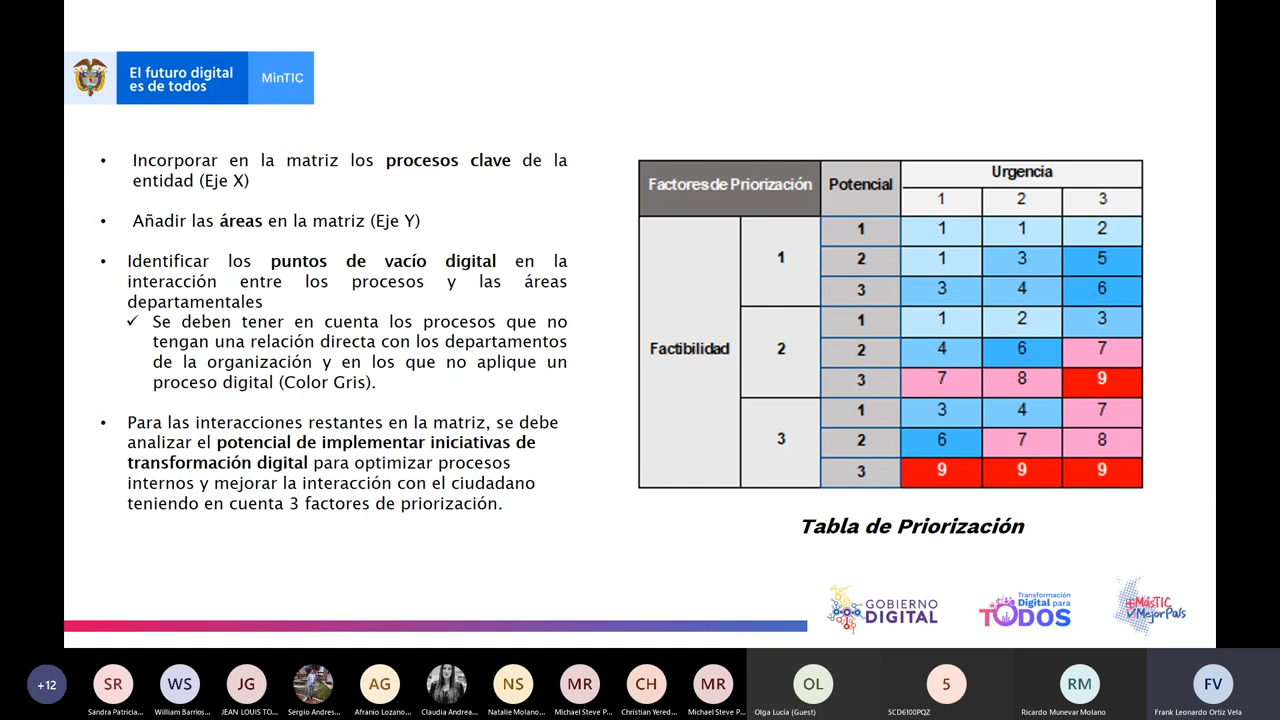 El futuro digital
es de todos
MinTIC
• Incorporar en la matriz los procesos clave de la
entidad (Eje X)
• Añadir las áreas en la matriz (Eje Y)
• Identificar los puntos de vacío digital en la
interacción entre los procesos y las áreas
departamentales
✓ Se deben tener en cuenta los procesos que no
tengan una relación directa con los departamentos
de la organización y en los que no aplique un
proceso digital (Color Gris).
• Para las interacciones restantes en la matriz, se debe
analizar el potencial de implementar iniciativas de
transformación digital para optimizar procesos
internos y mejorar la interacción con el ciudadano
teniendo en cuenta 3 factores de priorización.
Factores de Priorización Potencial Urgencia
1 2 3
Factibilidad
1
1 1 1 2
2 1 3 5
3 3 4 6
2
1 1 2 3
2 4 6 7
3 7 8 9
3
1 3 4 7
2 6 7 8
3 9 9 9
Tabla de Priorización
GOBIERNO
DIGITAL
Transformación
Digital para
TODOS
+MásTIC
✓MejorPaís
+12
SR
WS
JG
AG
NS
MR
CH
MR
OL
5
RM
FV
Sandra Patricia...
William Barrios...
JEAN LOUIS TO...
Sergio Andres...
Afranio Lozano...
Claudia Andrea...
Natalie Molano...
Michael Steve P...
Christian Yered...
Michael Steve P...
Olga Lucía (Guest)
SCD6100PQZ
Ricardo Munevar Molano
Frank Leonardo Ortiz Vela